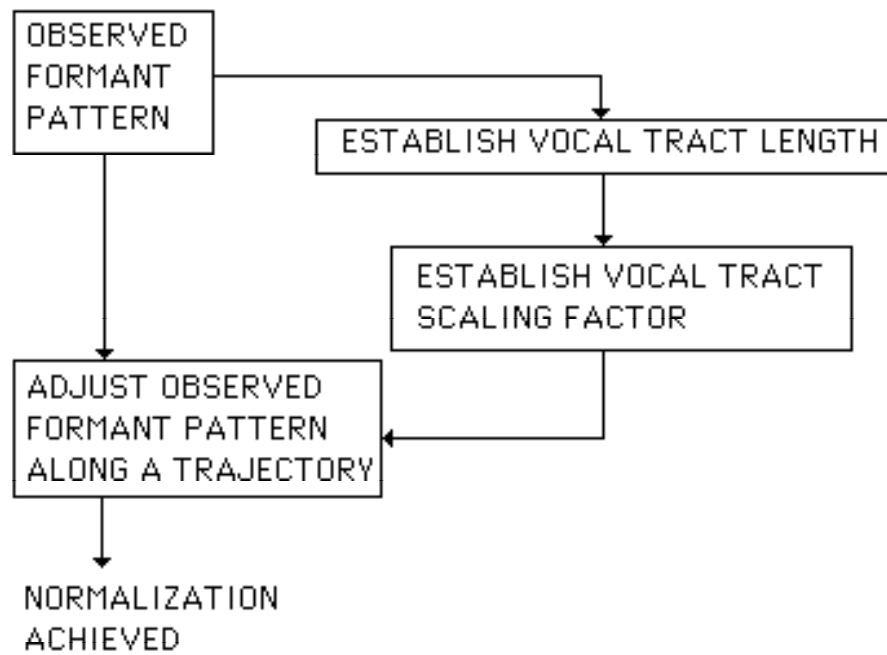 OBSERVED
FORMANT
PATTERN
ESTABLISH VOCAL TRACT LENGTH
ESTABLISH VOCAL TRACT
SCALING FACTOR
ADJUST OBSERVED
FORMANT PATTERN
ALONG A TRAJECTORY
NORMALIZATION
ACHIEVED